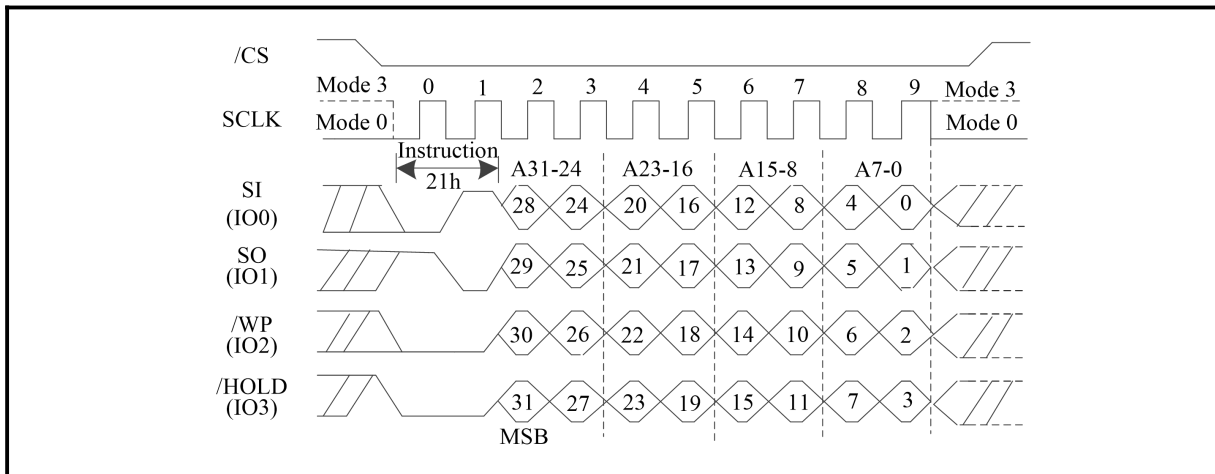 /CS
Mode 3 0 1 2 3 4 5 6 7 8 9 Mode 3
SCLK Mode 0 Mode 0
Instruction
21h A31-24 A23-16 A15-8 A7-0
SI
(IO0) 28 24 20 16 12 8 4 0
SO
(IO1) 29 25 21 17 13 9 5 1
/WP
(IO2) 30 26 22 18 14 10 6 2
/HOLD
(IO3) 31 27 23 19 15 11 7 3
MSB